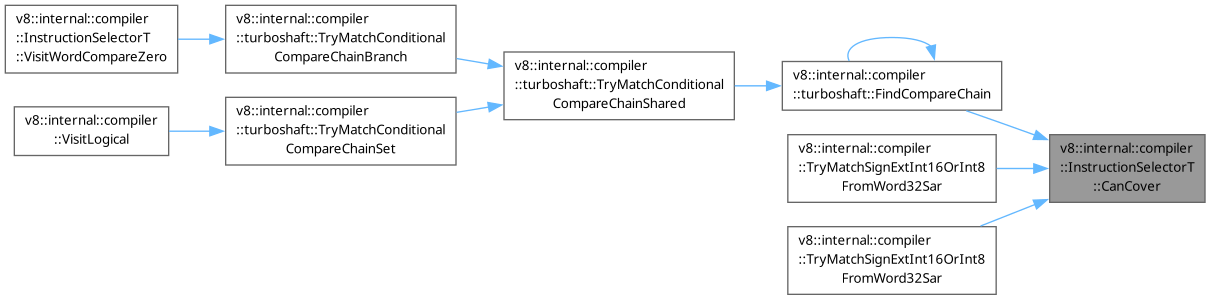 v8::internal::compiler
::InstructionSelectorT
::VisitWordCompareZero
v8::internal::compiler
::turboshaft::TryMatchConditional
CompareChainBranch
v8::internal::compiler
::VisitLogical
v8::internal::compiler
::turboshaft::TryMatchConditional
CompareChainSet
v8::internal::compiler
::turboshaft::TryMatchConditional
CompareChainShared
v8::internal::compiler
::turboshaft::FindCompareChain
v8::internal::compiler
::TryMatchSignExtInt16OrInt8
FromWord32Sar
v8::internal::compiler
::TryMatchSignExtInt16OrInt8
FromWord32Sar
v8::internal::compiler
::InstructionSelectorT
::CanCover